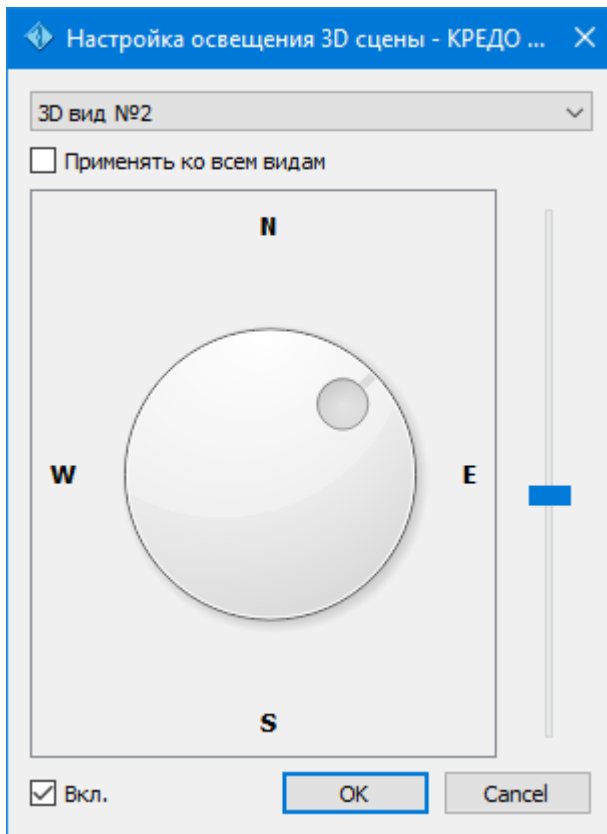 Настройка освещения 3D сцены - КРЕДО ...
3D вид №2
Применять ко всем видам
N
W E
S
Вкл. OK Cancel